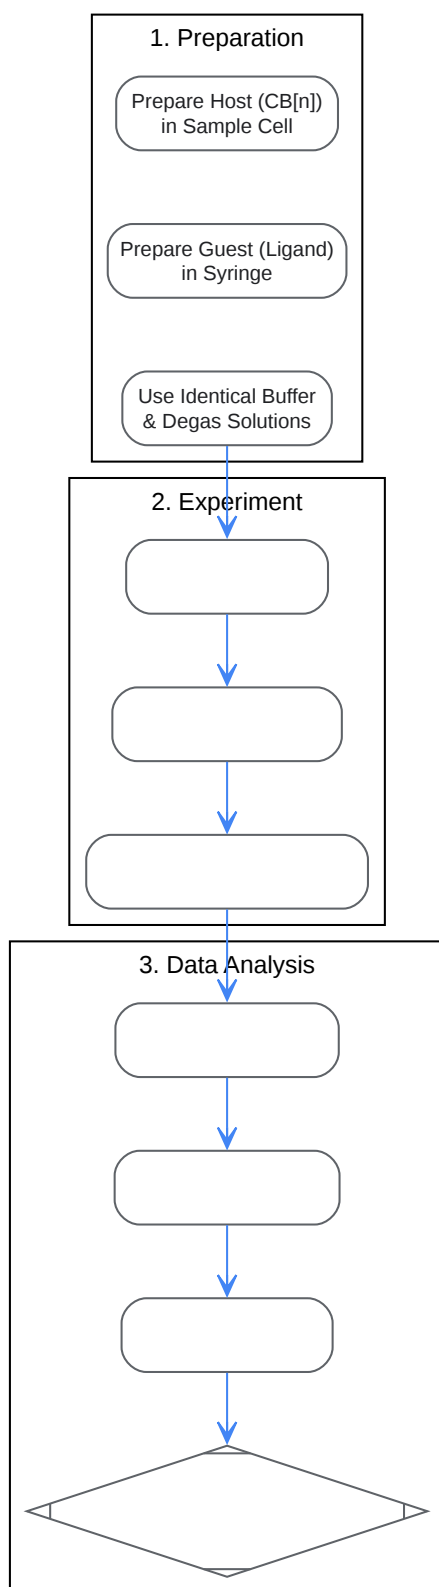 1. Preparation
Prepare Host (CB[n])
in Sample Cell
Prepare Guest (Ligand)
in Syringe
Use Identical Buffer
& Degas Solutions
2. Experiment
3. Data Analysis